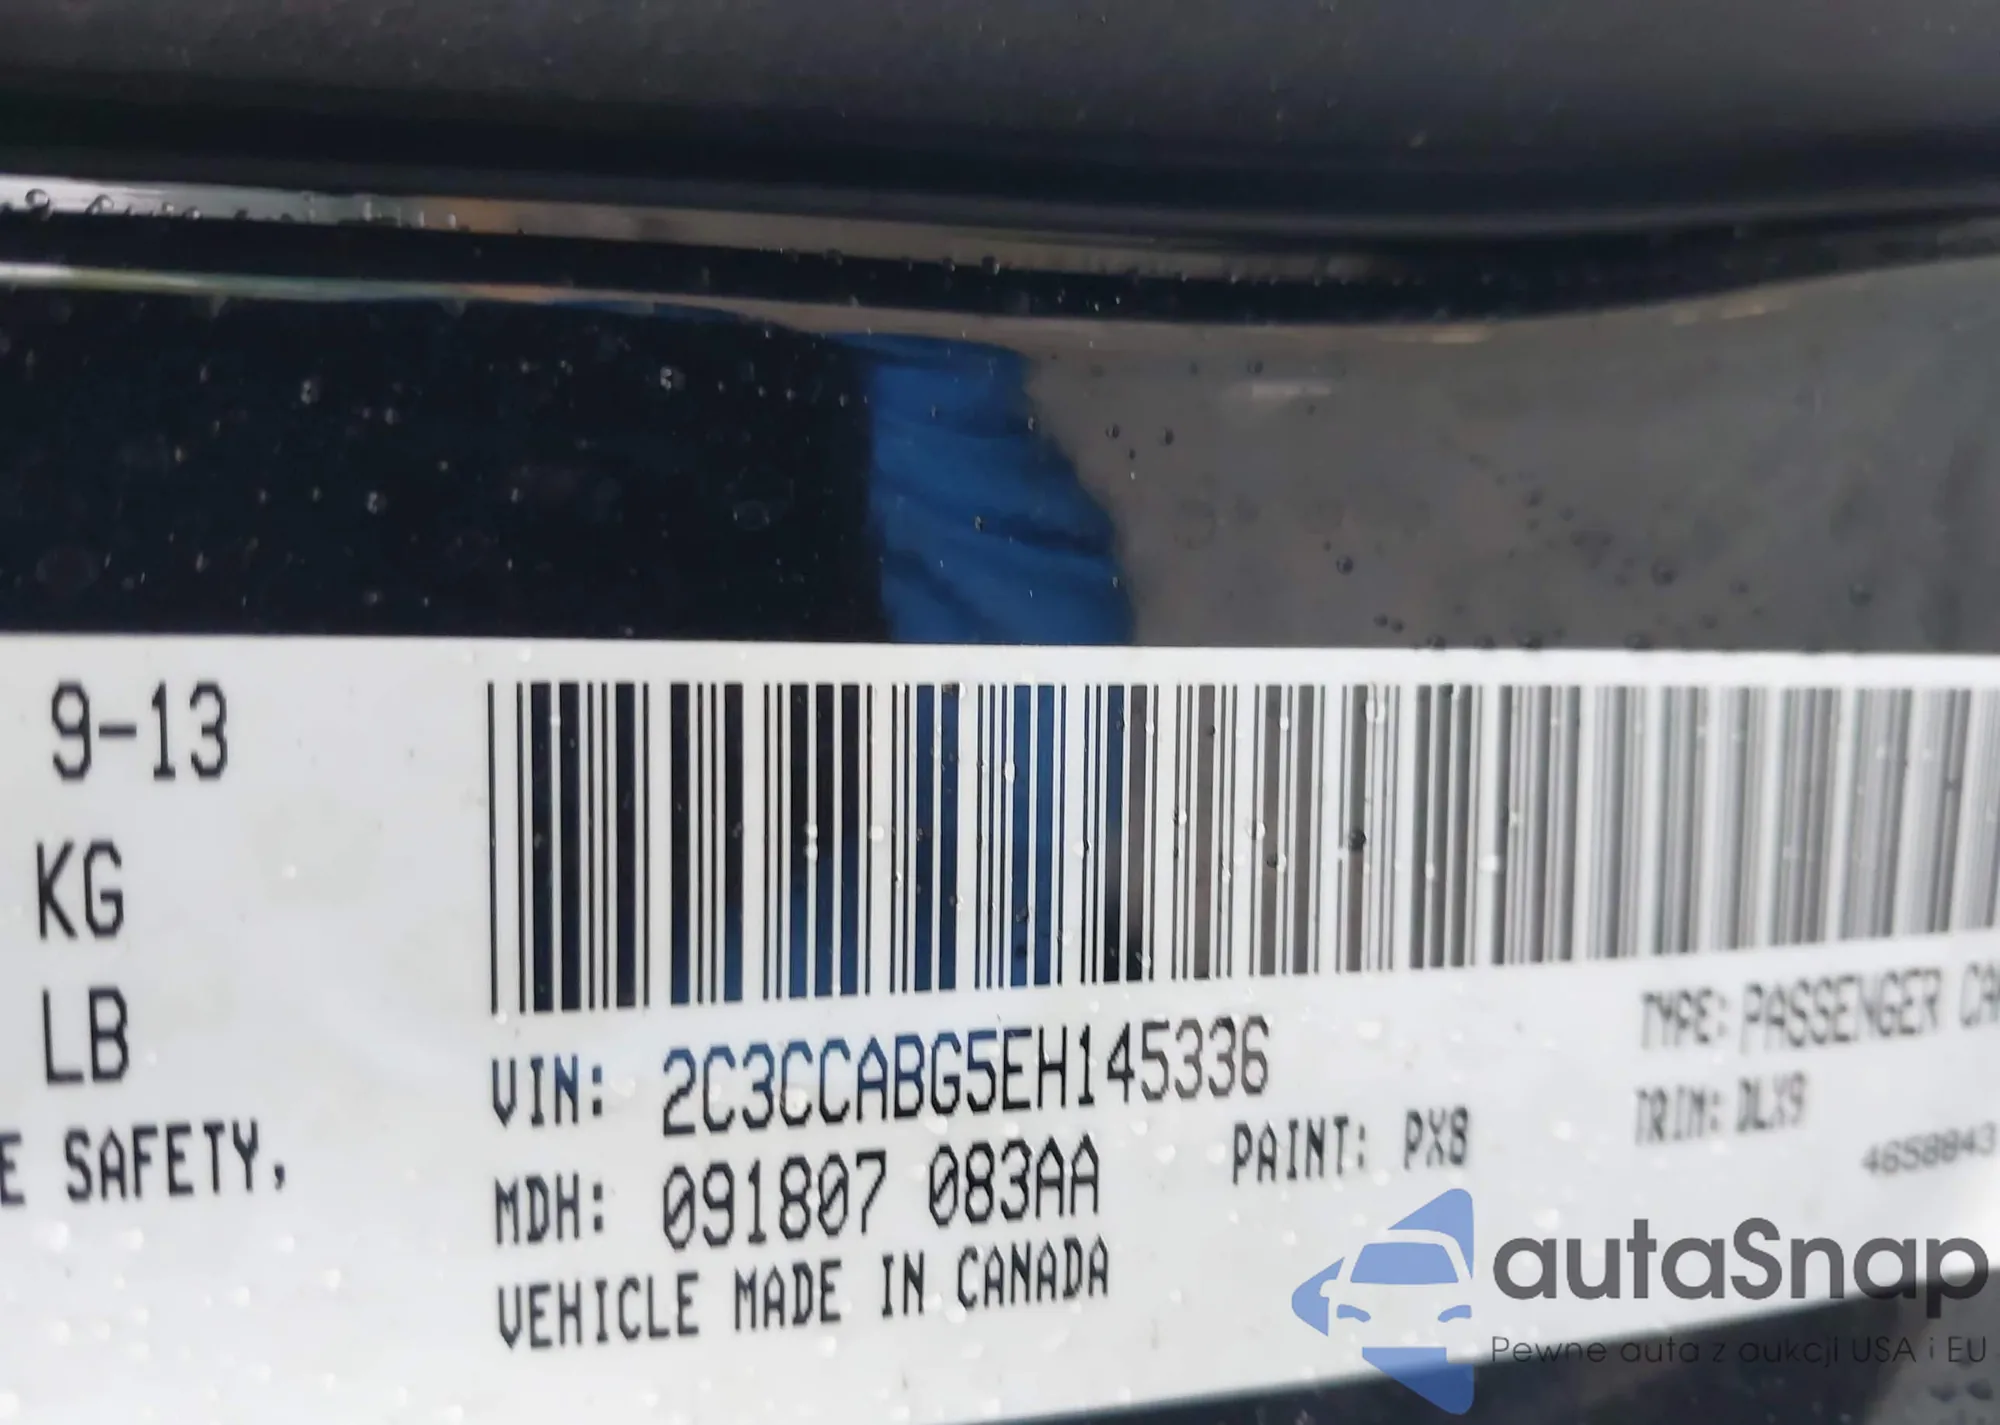 9-13
KG
LB
E SAFETY,
VIN: 2C3CCABG5EH145336
TYPE: PASSENGER CAR
MDH: 091807 083AA
PAINT: PX8
TRIM: DLX9
4658843
VEHICLE MADE IN CANADA
autaSnap
Pewne auta z aukcji USA i EU